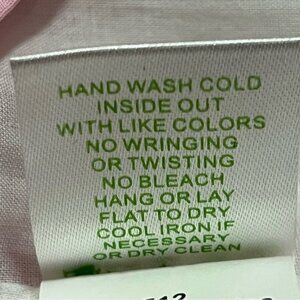 HAND WASH COLD
INSIDE OUT
WITH LIKE COLORS
NO WRINGING
OR TWISTING
NO BLEACH
HANG OR LAY
FLAT TO DRY
COOL IRON IF
NECESSARY
OR DRY CLEAN